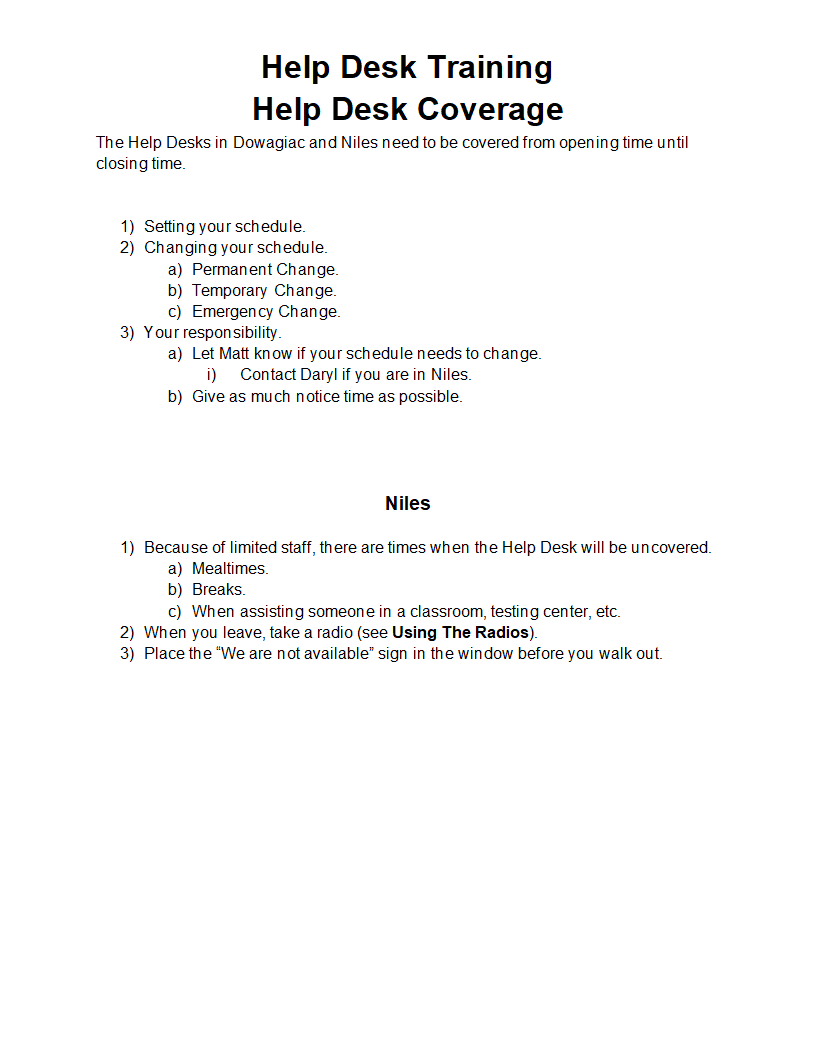 Help Desk Training
Help Desk Coverage
The Help Desks in Dowagiac and Niles need to be covered from opening time until
closing time.
1) Setting your schedule.
2) Changing your schedule.
a) Permanent Change.
b) Temporary Change.
c) Emergency Change.
3) Your responsibility.
a) Let Matt know if your schedule needs to change.
i) Contact Daryl if you are in Niles.
b) Give as much notice time as possible.
Niles
1) Because of limited staff, there are times when the Help Desk will be uncovered.
a) Mealtimes.
b) Breaks.
c) When assisting someone in a classroom, testing center, etc.
2) When you leave, take a radio (see Using The Radios).
3) Place the “We are not available” sign in the window before you walk out.